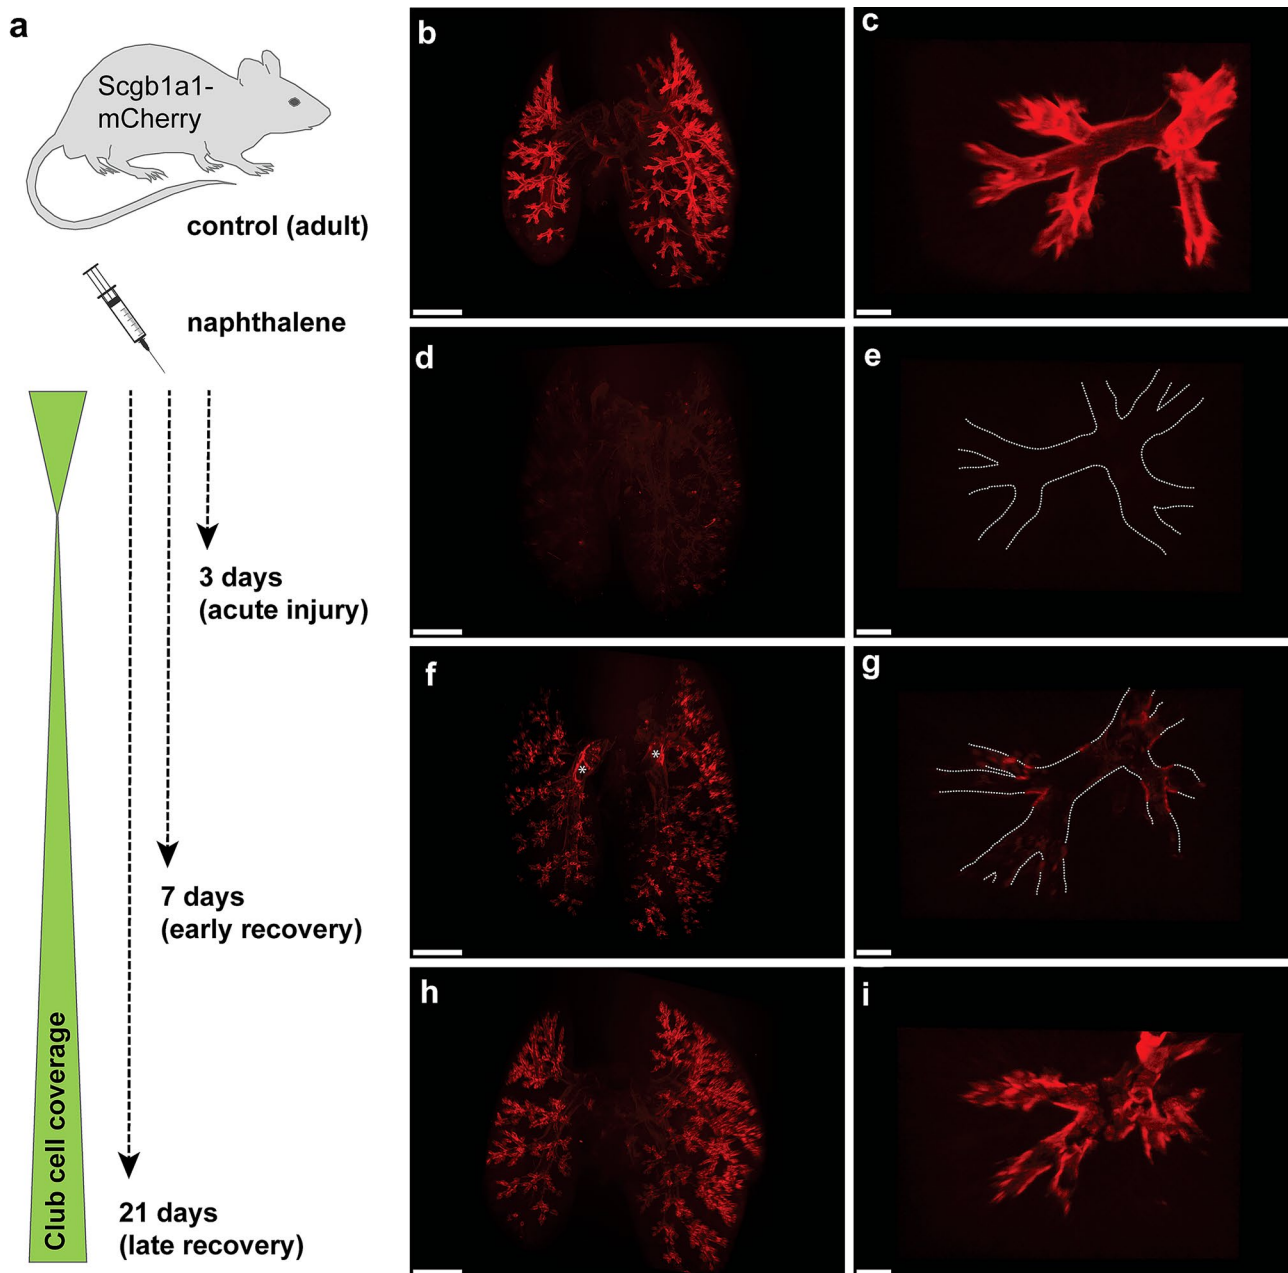 a
Scgb1a1-
mCherry
control (adult)
naphthalene
3 days
(acute injury)
7 days
(early recovery)
21 days
(late recovery)
Club cell coverage
b
c
d
e
f
*
*
g
h
i